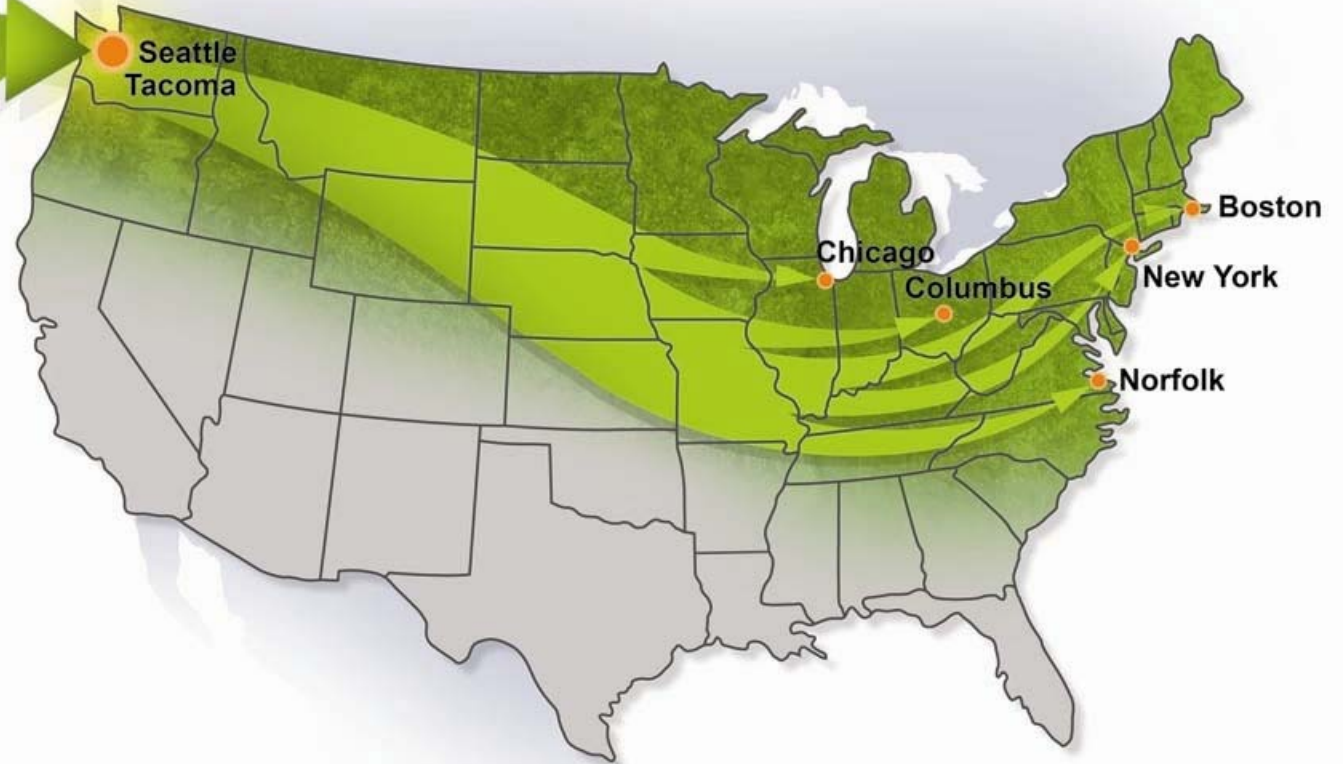 Seattle
Tacoma
Boston
Chicago
New York
Columbus
Norfolk